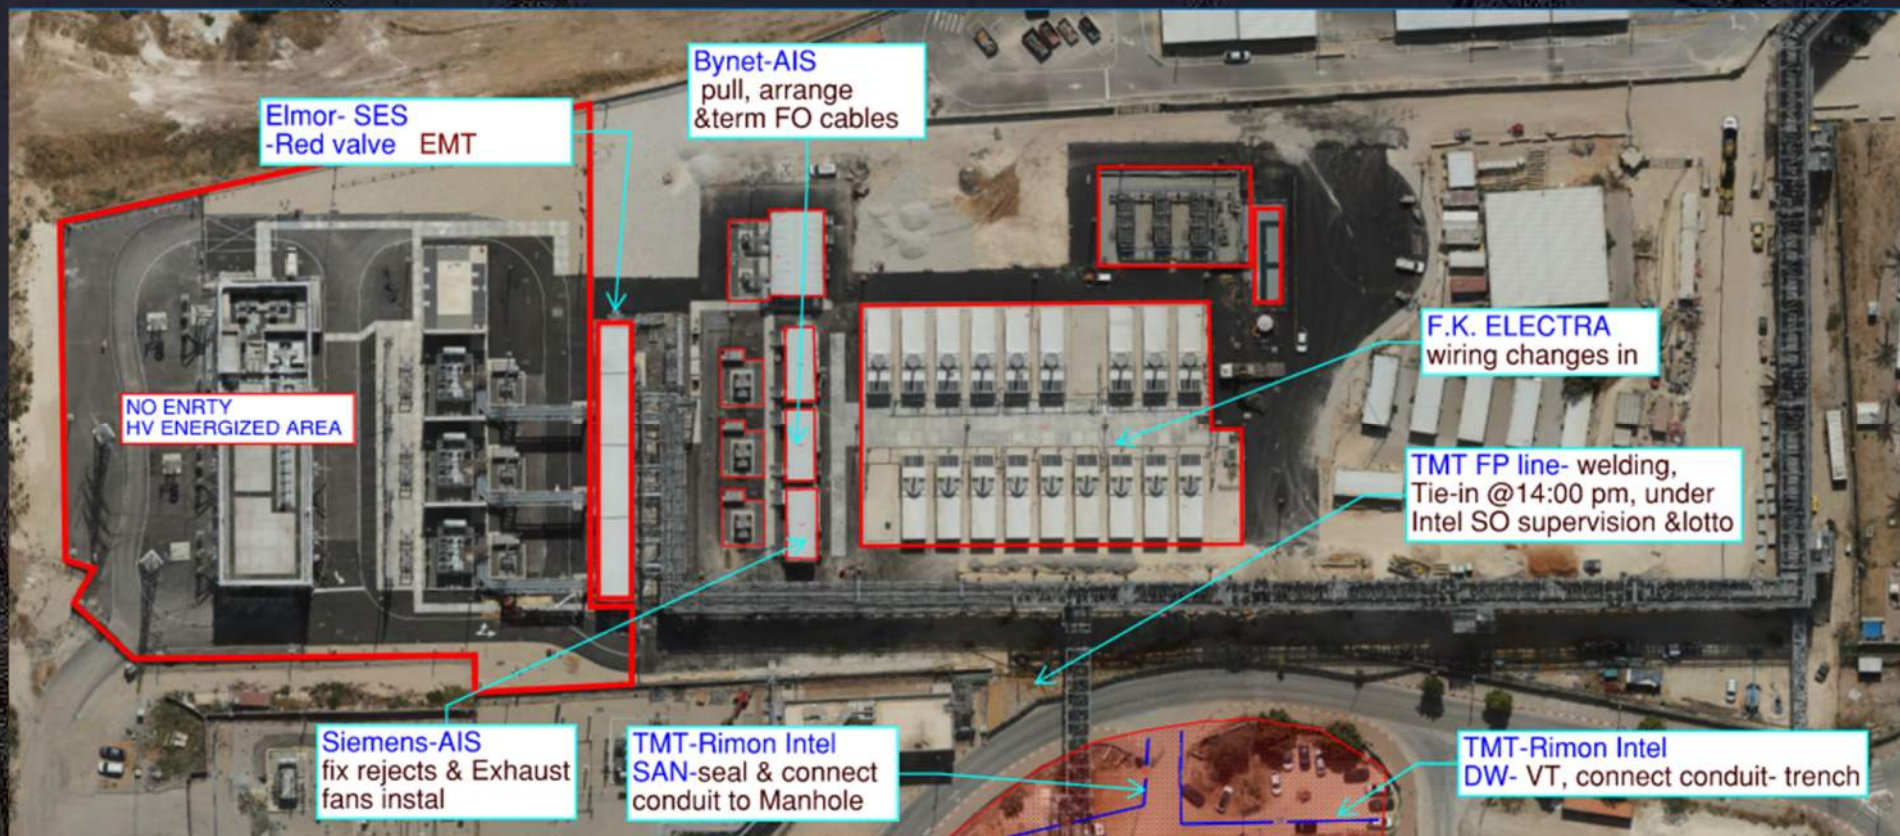 Bynet-AIS
pull, arrange
&term FO cables
Elmor- SES
-Red valve EMT
F.K. ELECTRA
wiring changes in
NO ENRTY
HV ENERGIZED AREA
TMT FP line- welding,
Tie-in @14:00 pm, under
Intel SO supervision &lotto
Siemens-AIS
fix rejects & Exhaust
fans instal
TMT-Rimon Intel
SAN-seal & connect
conduit to Manhole
TMT-Rimon Intel
DW- VT, connect conduit- trench